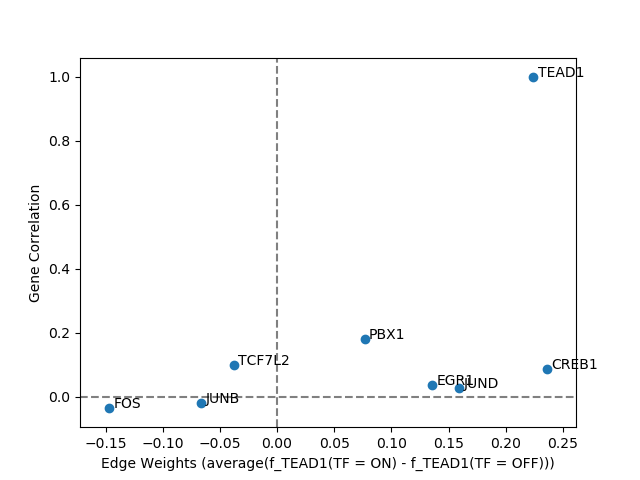 TEAD1
1.0
0.8
0.6
0.4
0.2
0.0
Gene Correlation
PBX1
TCF7L2
CREB1
EGR1
JUND
JUNB
FOS
−0.15
−0.10
−0.05
0.00
0.05
0.10
0.15
0.20
0.25
Edge Weights (average(f_TEAD1(TF = ON) - f_TEAD1(TF = OFF)))